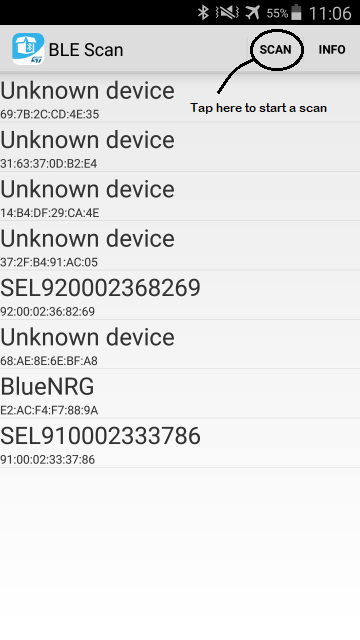 55% 11:06
BLE Scan SCAN INFO
Tap here to start a scan
Unknown device
69:7B:2C:CD:4E:35
Unknown device
31:63:37:0D:B2:E4
Unknown device
14:B4:DF:29:CA:4E
Unknown device
37:2F:B4:91:AC:05
SEL920002368269
92:00:02:36:82:69
Unknown device
68:AE:8E:6E:BF:A8
BlueNRG
E2:AC:F4:F7:88:9A
SEL910002333786
91:00:02:33:37:86